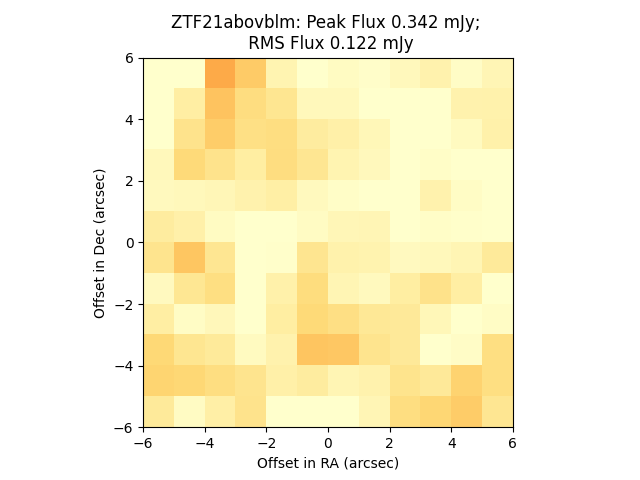 ZTF21abovblm: Peak Flux 0.342 mJy;
RMS Flux 0.122 mJy
6
4
2
0
−2
−4
−6
Offset in Dec (arcsec)
−6 −4 −2 0 2 4 6
Offset in RA (arcsec)